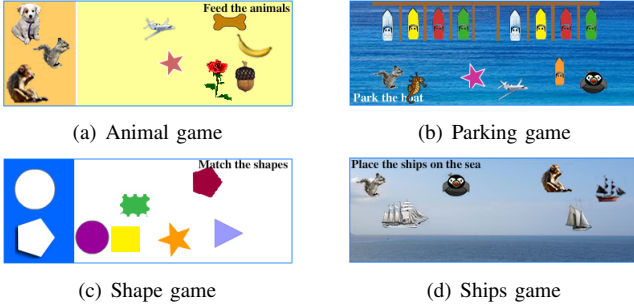 Feed the animals
Park the boat
(a) Animal game
(b) Parking game
Match the shapes
Place the ships on the sea
(c) Shape game
(d) Ships game